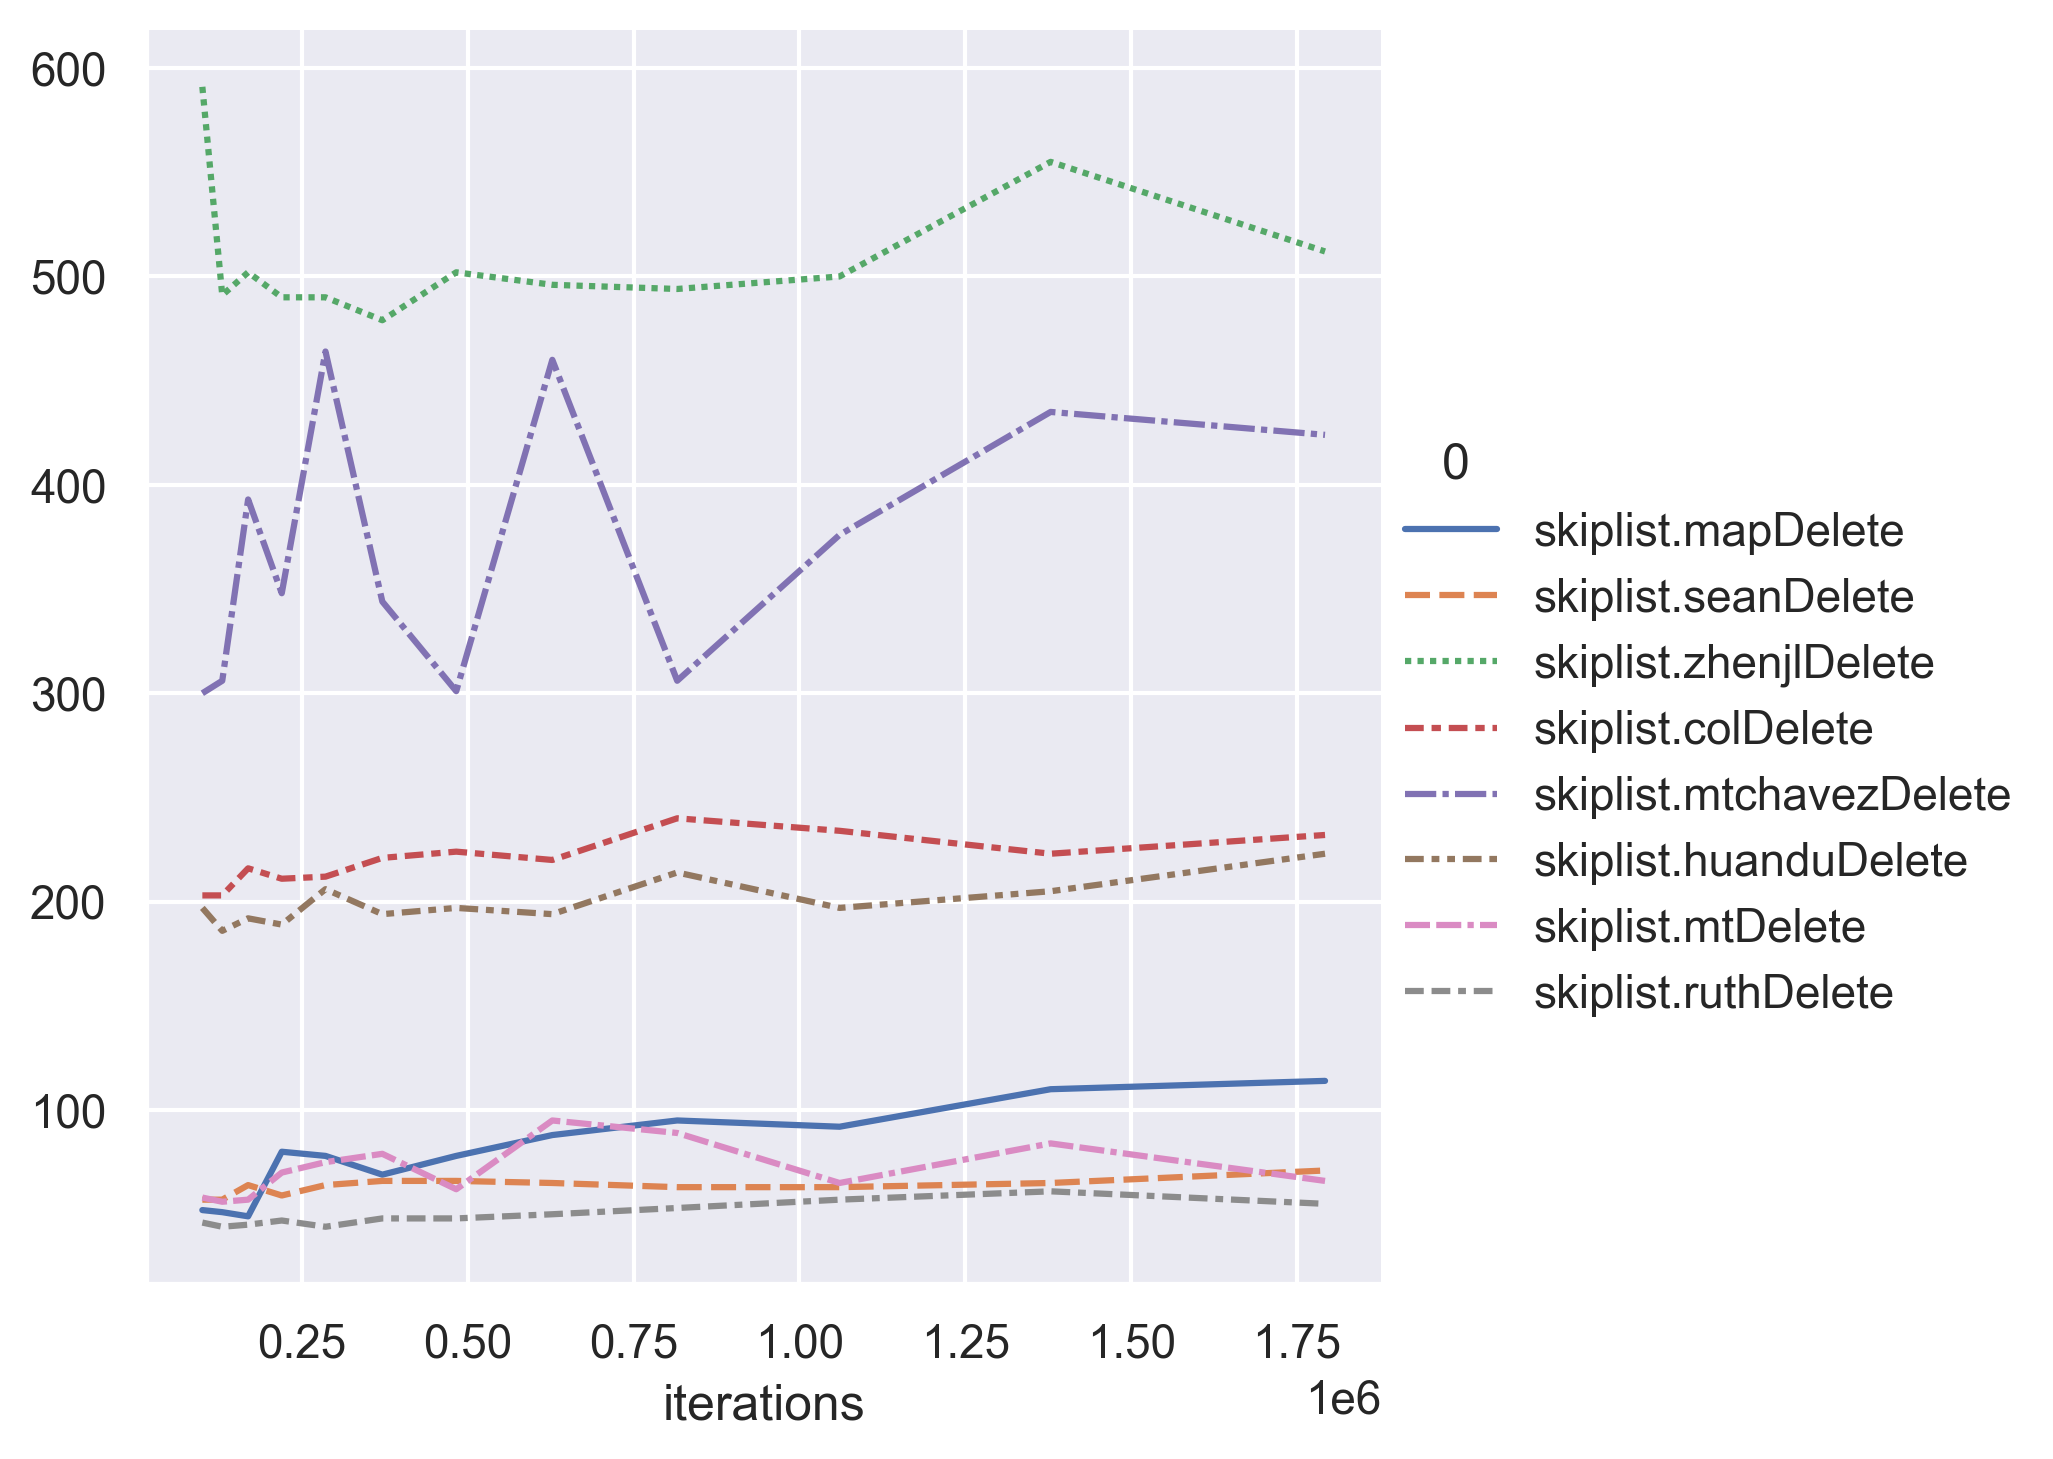 600
500
400
300
200
100
0.25 0.50 0.75 1.00 1.25 1.50 1.75
1e6
iterations
0
skiplist.mapDelete
skiplist.seanDelete
skiplist.zhenjlDelete
skiplist.colDelete
skiplist.mtchavezDelete
skiplist.huanduDelete
skiplist.mtDelete
skiplist.ruthDelete